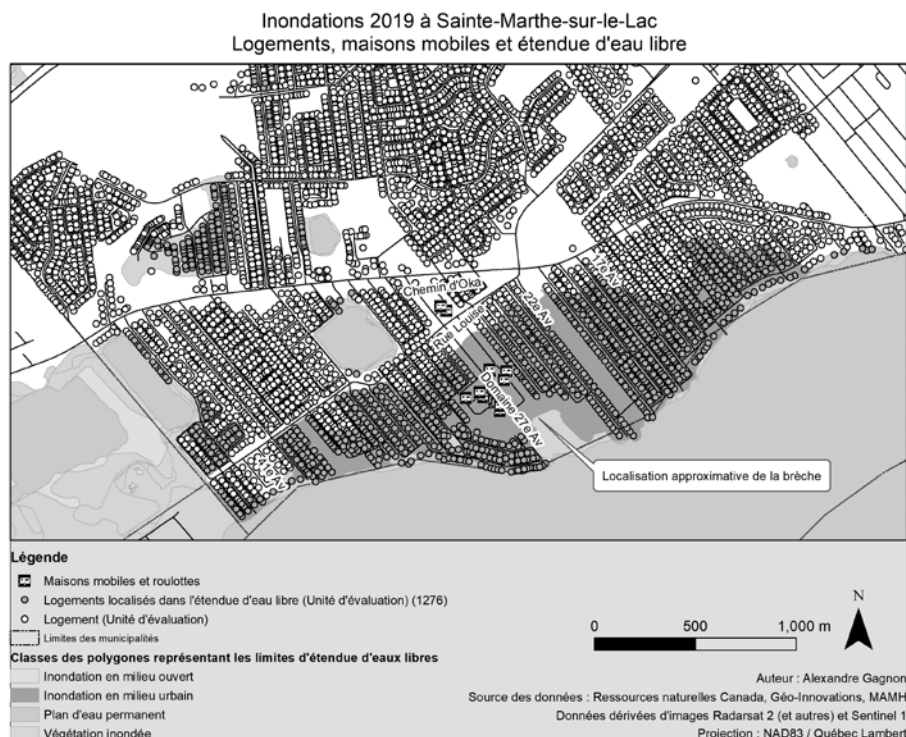 Inondations 2019 à Sainte-Marthe-sur-le-Lac
Logements, maisons mobiles et étendue d'eau libre
17e Av
Chemin d'Oka
22e Av
Rue Louise
Domaine 27e Av
41e Av
Localisation approximative de la brèche
Légende
Maisons mobiles et roulottes
Logements localisés dans l'étendue d'eau libre (Unité d'évaluation) (1276)
Logement (Unité d'évaluation)
Limites des municipalités
Classes des polygones représentant les limites d'étendue d'eaux libres
Inondation en milieu ouvert
Inondation en milieu urbain
Plan d'eau permanent
Végétation inondée
N
0 500 1,000 m
Auteur : Alexandre Gagnon
Source des données : Ressources naturelles Canada, Géo-Innovations, MAMH
Données dérivées d'images Radarsat 2 (et autres) et Sentinel 1
Projection : NAD83 / Québec Lambert